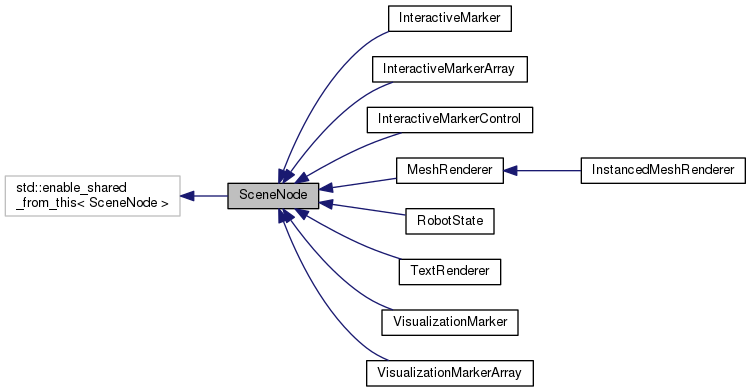 InteractiveMarker
InteractiveMarkerArray
InteractiveMarkerControl
MeshRenderer
InstancedMeshRenderer
std::enable_shared
_from_this< SceneNode >
SceneNode
RobotState
TextRenderer
VisualizationMarker
VisualizationMarkerArray